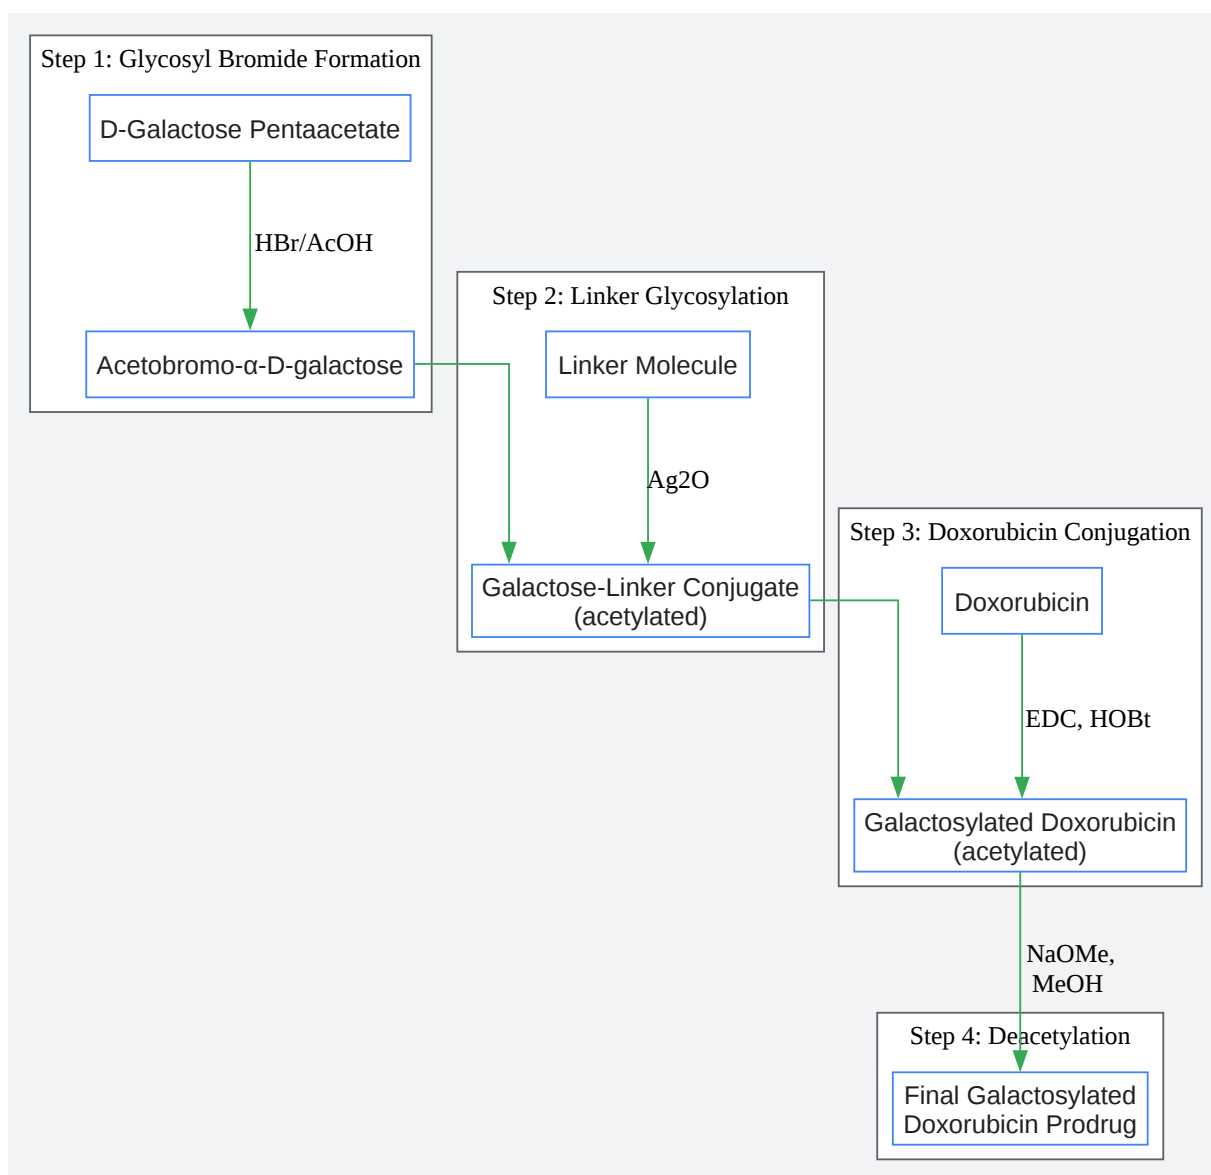 Step 1: Glycosyl Bromide Formation
D-Galactose Pentaacetate
HBr/AcOH
Acetobromo-α-D-galactose
Step 2: Linker Glycosylation
Linker Molecule
Ag2O
Galactose-Linker Conjugate
(acetylated)
Step 3: Doxorubicin Conjugation
Doxorubicin
EDC, HOBt
Galactosylated Doxorubicin
(acetylated)
NaOMe,
MeOH
Step 4: Deacetylation
Final Galactosylated
Doxorubicin Prodrug